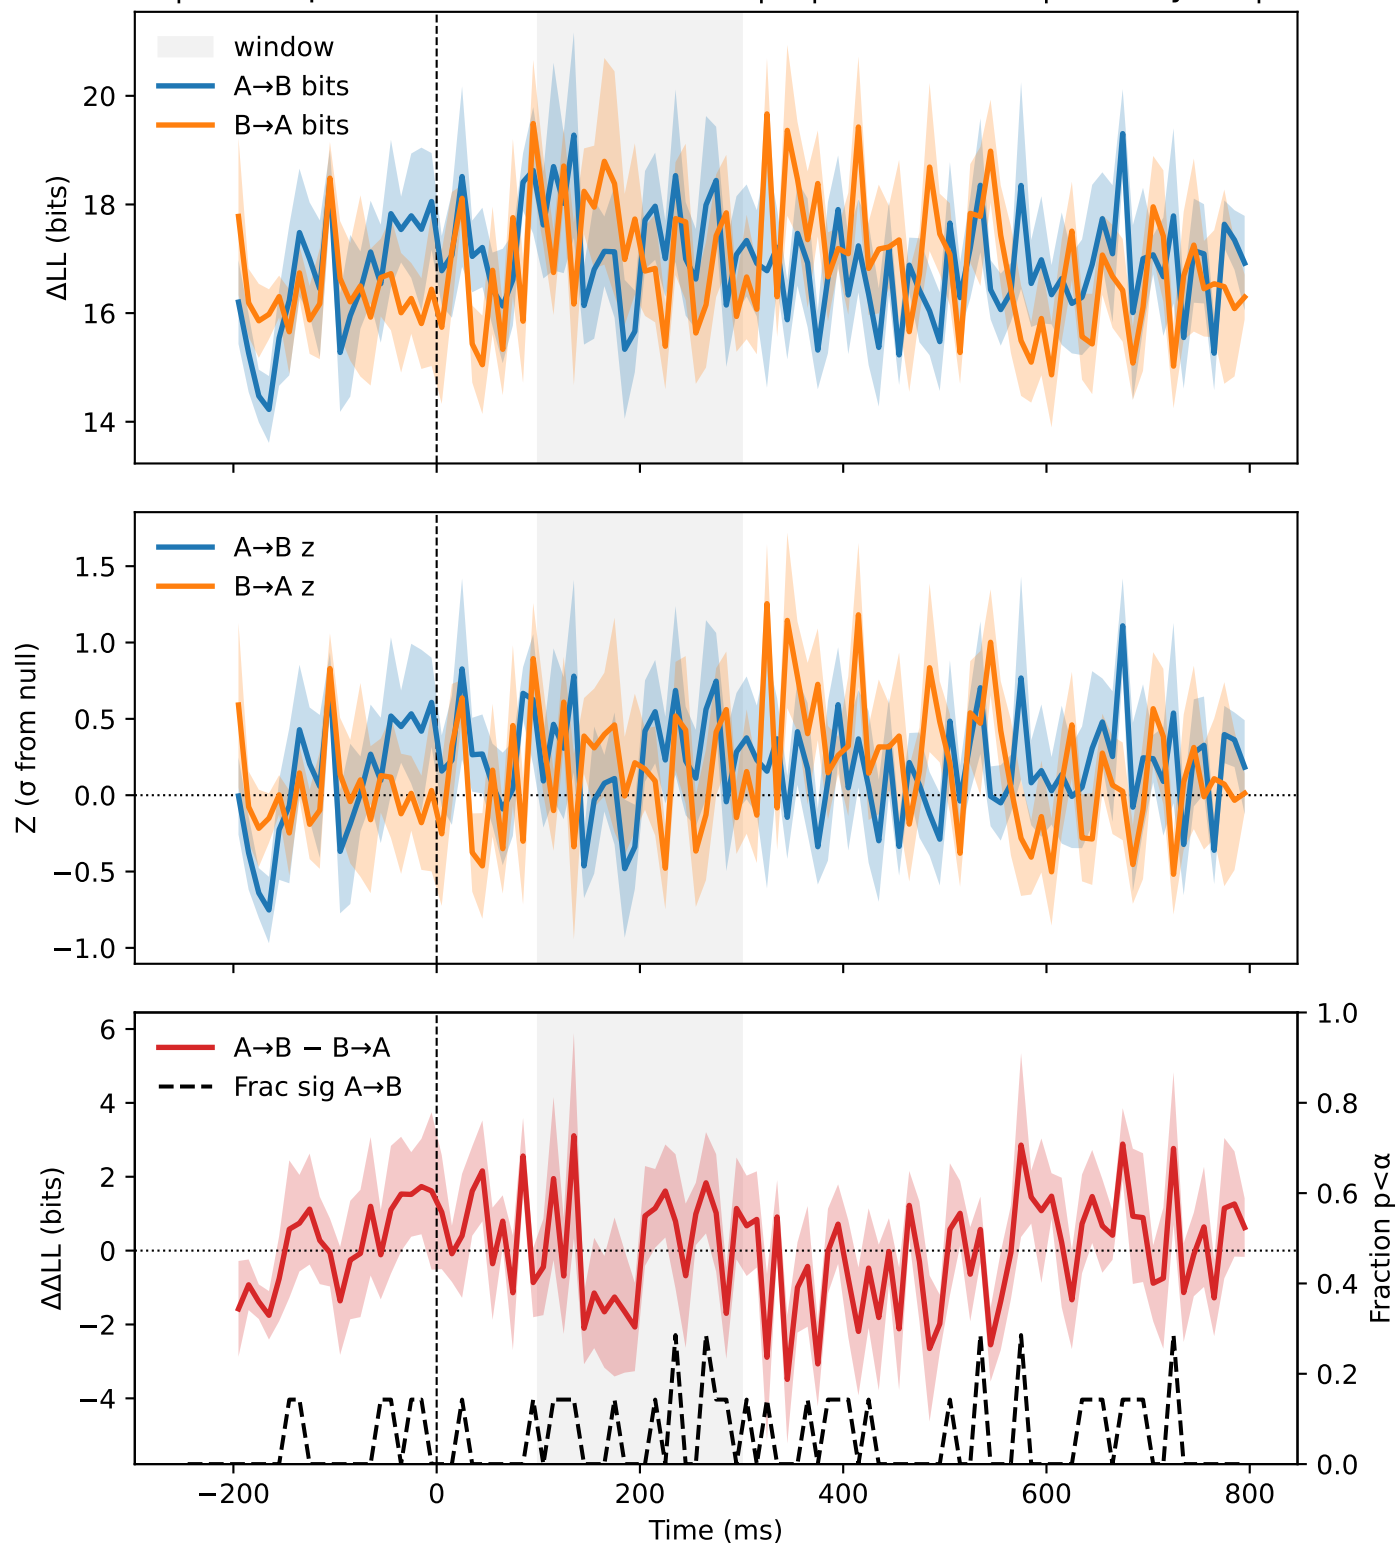 window
A→B bits
B→A bits
20
18
16
14
ΔLL (bits)
A→B z
B→A z
1.5
1.0
0.5
0.0
−0.5
−1.0
Z (σ from null)
A→B − B→A
Frac sig A→B
6
4
2
0
−2
−4
ΔΔLL (bits)
1.0
0.8
0.6
0.4
0.2
0.0
Fraction p<α
−200 0 200 400 600 800
Time (ms)